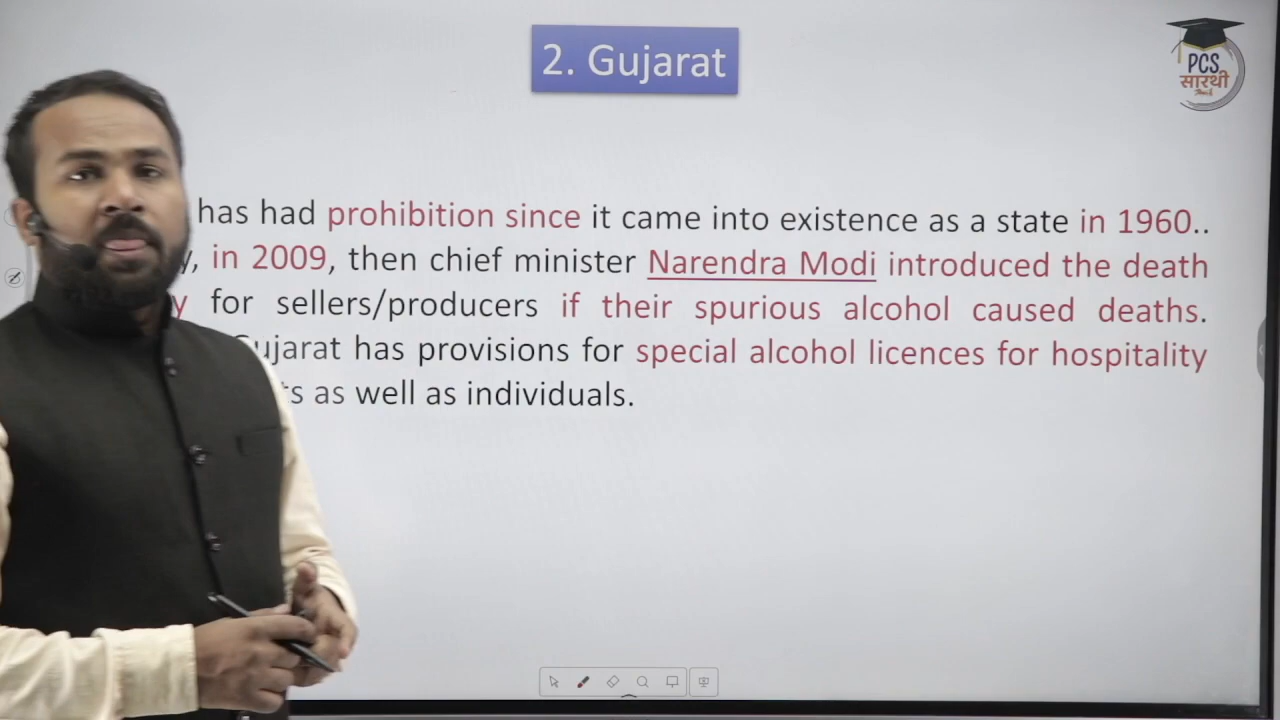 2. Gujarat
PCS
सारथी
has had prohibition since it came into existence as a state in 1960..
in 2009, then chief minister Narendra Modi introduced the death
for sellers/producers if their spurious alcohol caused deaths.
Gujarat has provisions for special alcohol licences for hospitality
as well as individuals.